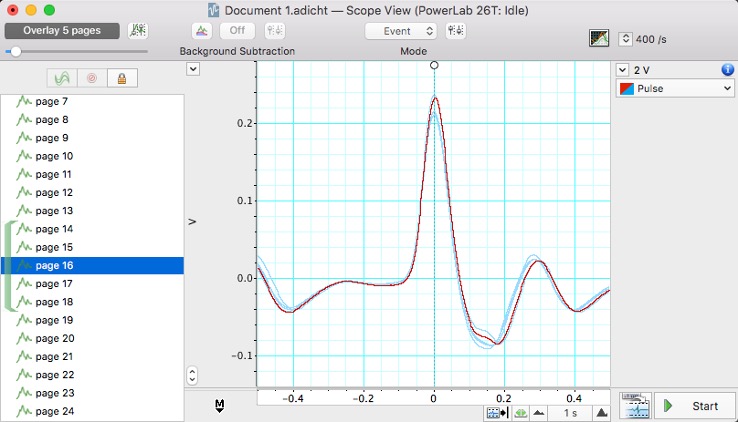 Document 1.adicht — Scope View (PowerLab 26T: Idle)
Overlay 5 pages
Off
Event
400 /s
Background Subtraction
Mode
2 V
Pulse
page 7
page 8
page 9
page 10
page 11
page 12
page 13
page 14
page 15
page 16
page 17
page 18
page 19
page 20
page 21
page 22
page 23
page 24
V
0.2
0.1
0.0
−0.1
−0.4
−0.2
0
0.2
0.4
M
1 s
Start